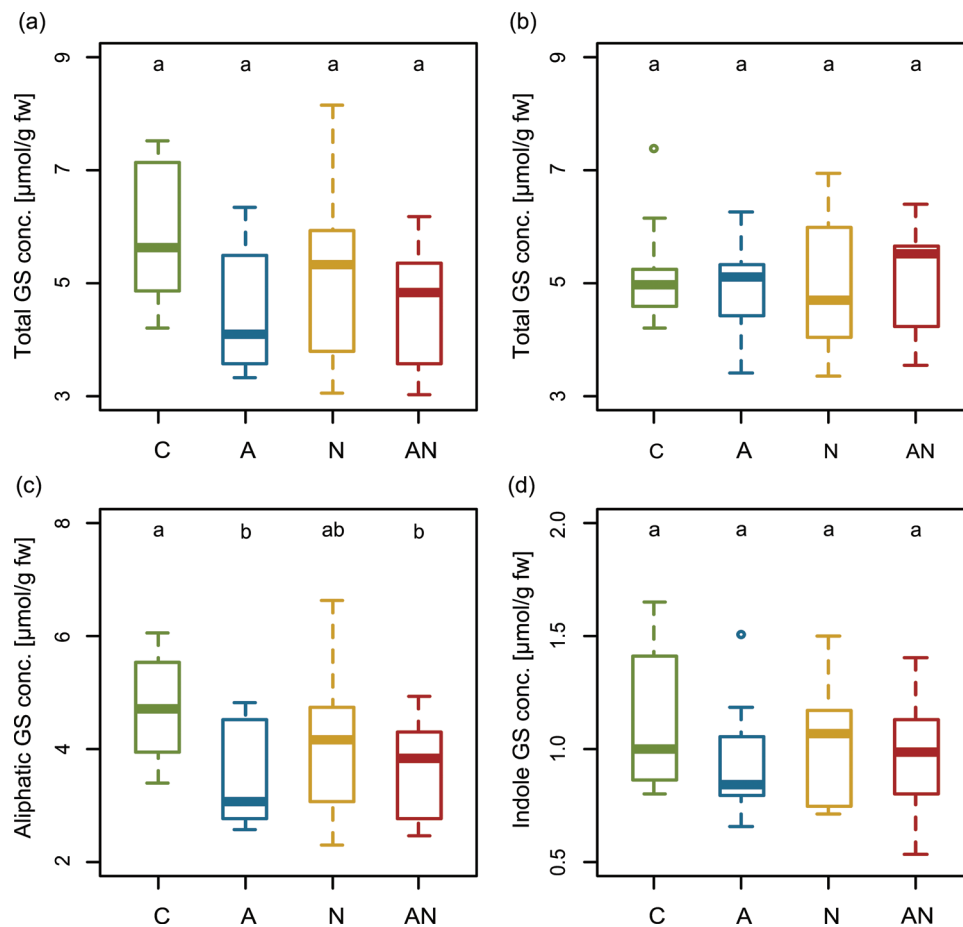 (a)
a a a a
Total GS conc. [µmol/g fw]
9
7
5
3
C A N AN
(b)
a a a a
Total GS conc. [µmol/g fw]
9
7
5
3
C A N AN
(c)
a b ab b
Aliphatic GS conc. [µmol/g fw]
8
6
4
2
C A N AN
(d)
a a a a
Indole GS conc. [µmol/g fw]
2.0
1.5
1.0
0.5
C A N AN